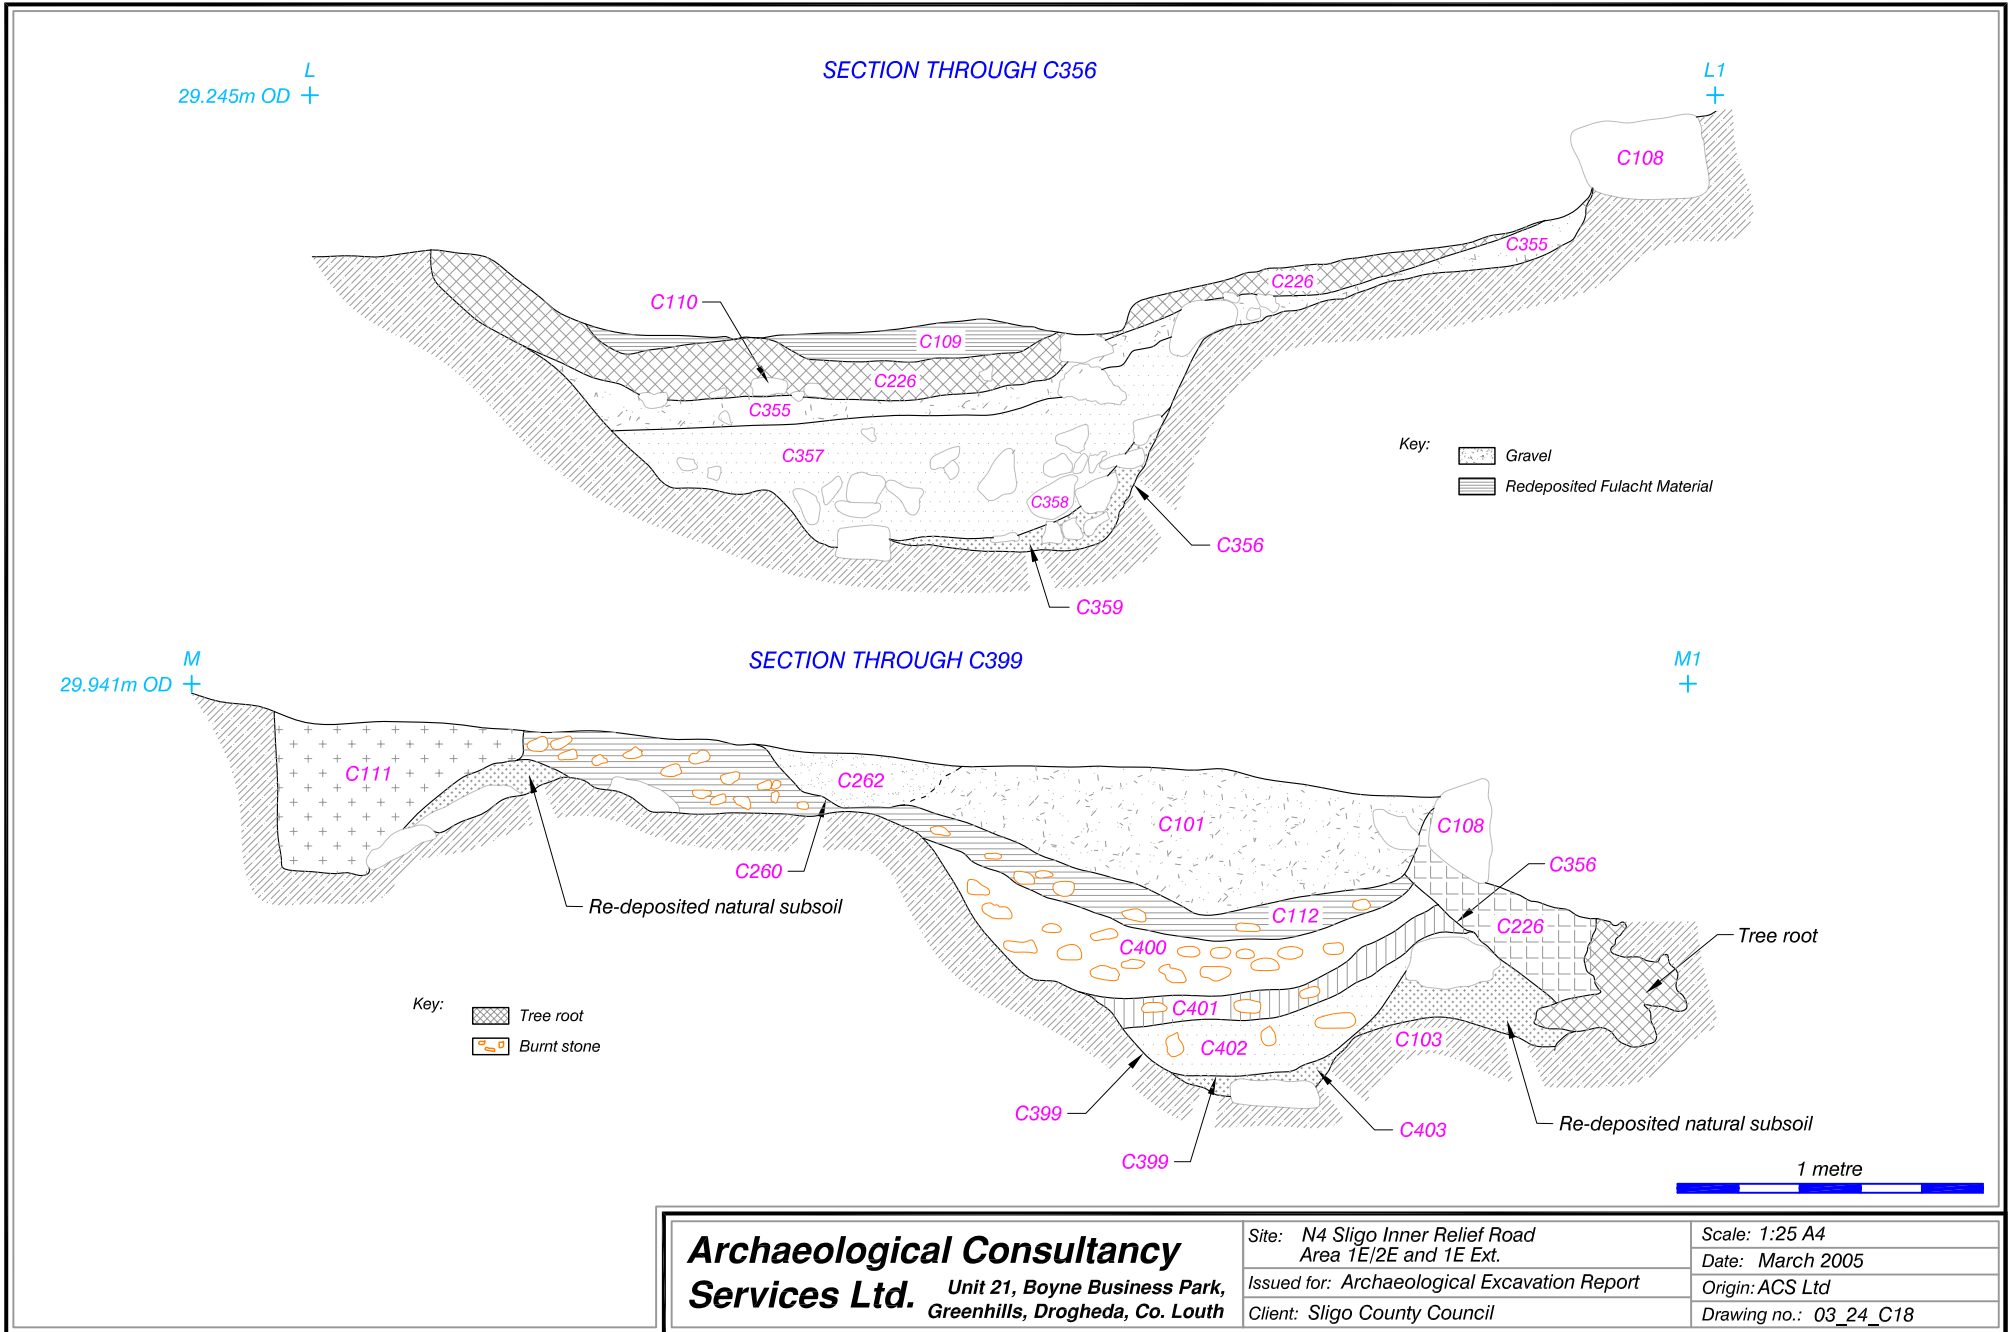 SECTION THROUGH C356
L
29.245m OD
L1
C108
C355
C226
C110
C109
C226
C355
C357
C358
C356
C359
Key:
Gravel
Redeposited Fulacht Material
SECTION THROUGH C399
M
29.941m OD
M1
C111
C262
C101
C108
C260
C356
Re-deposited natural subsoil
C112
C226
Tree root
C400
C401
C402
C103
Key:
Tree root
Burnt stone
C399
C403
C399
Re-deposited natural subsoil
1 metre
Archaeological Consultancy
Services Ltd.
Unit 21, Boyne Business Park,
Greenhills, Drogheda, Co. Louth
Site: N4 Sligo Inner Relief Road
Area 1E/2E and 1E Ext.
Issued for: Archaeological Excavation Report
Client: Sligo County Council
Scale: 1:25 A4
Date: March 2005
Origin: ACS Ltd
Drawing no.: 03_24_C18